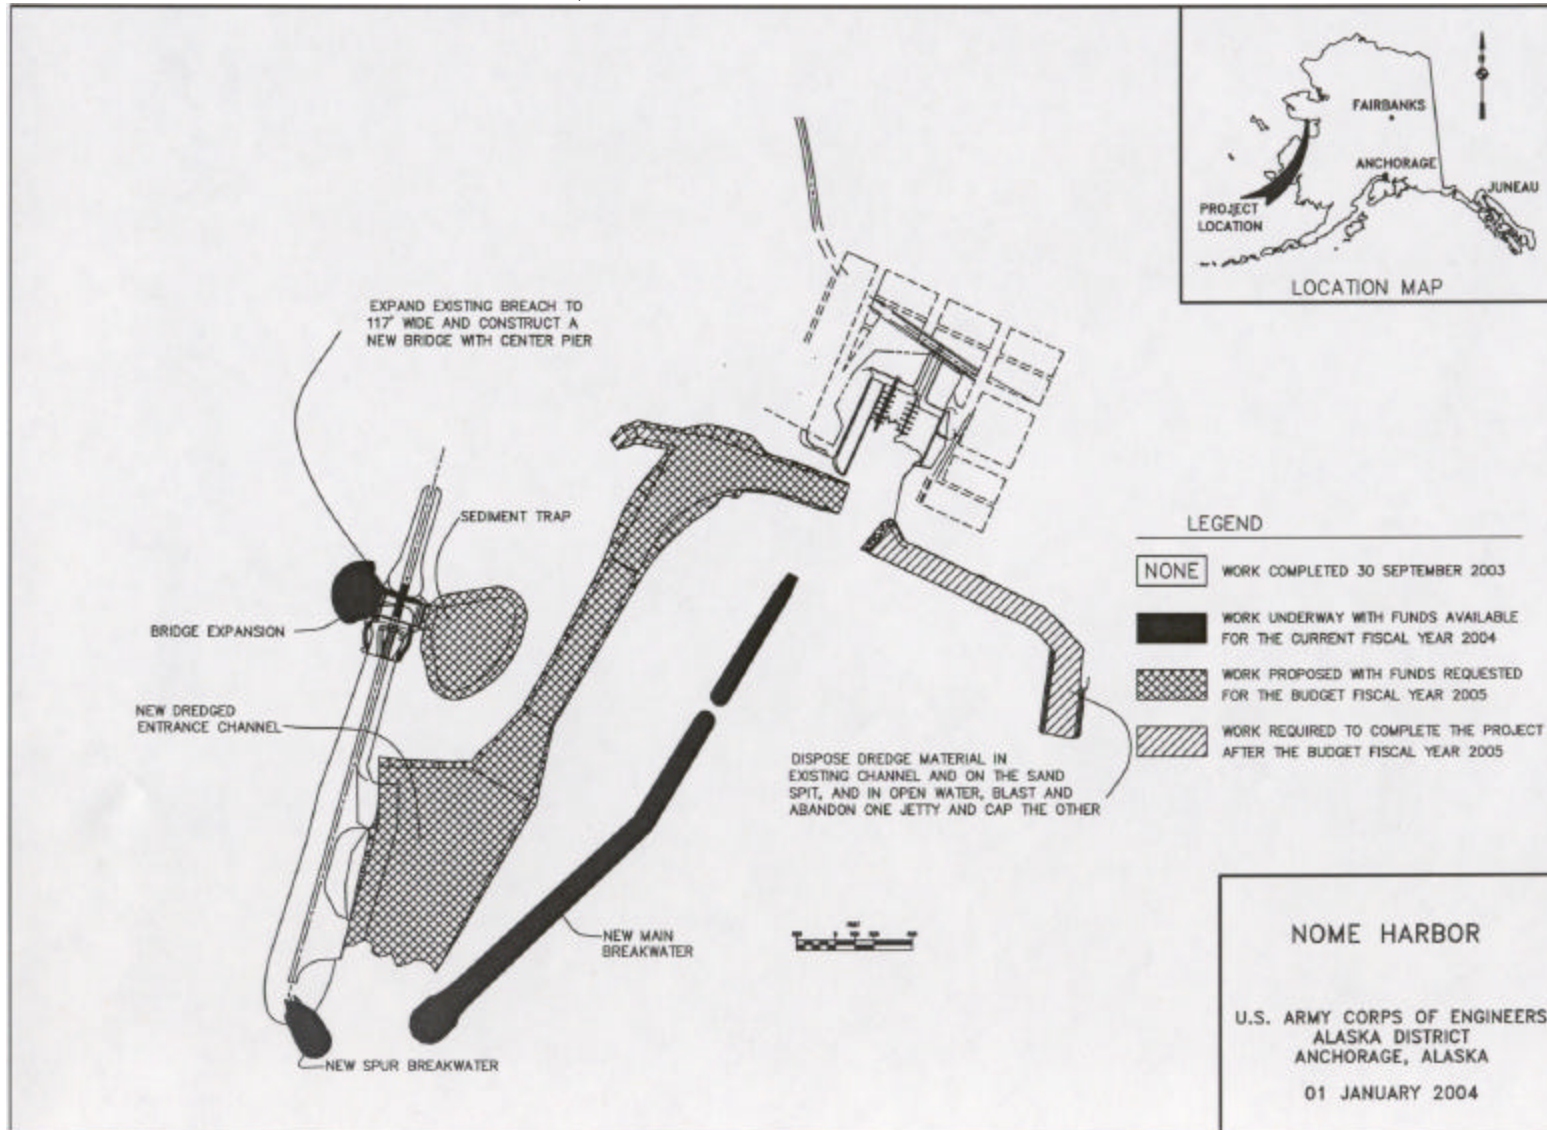 FAIRBANKS
ANCHORAGE
JUNEAU
PROJECT
LOCATION
LOCATION MAP
EXPAND EXISTING BREACH TO
117' WIDE AND CONSTRUCT A
NEW BRIDGE WITH CENTER PIER
SEDIMENT TRAP
BRIDGE EXPANSION
NEW DREDGED
ENTRANCE CHANNEL
LEGEND
NONE WORK COMPLETED 30 SEPTEMBER 2003
WORK UNDERWAY WITH FUNDS AVAILABLE
FOR THE CURRENT FISCAL YEAR 2004
WORK PROPOSED WITH FUNDS REQUESTED
FOR THE BUDGET FISCAL YEAR 2005
WORK REQUIRED TO COMPLETE THE PROJECT
AFTER THE BUDGET FISCAL YEAR 2005
DISPOSE DREDGE MATERIAL IN
EXISTING CHANNEL AND ON THE SAND
SPIT, AND IN OPEN WATER, BLAST AND
ABANDON ONE JETTY AND CAP THE OTHER
NEW MAIN
BREAKWATER
NEW SPUR BREAKWATER
NOME HARBOR
U.S. ARMY CORPS OF ENGINEERS
ALASKA DISTRICT
ANCHORAGE, ALASKA
01 JANUARY 2004